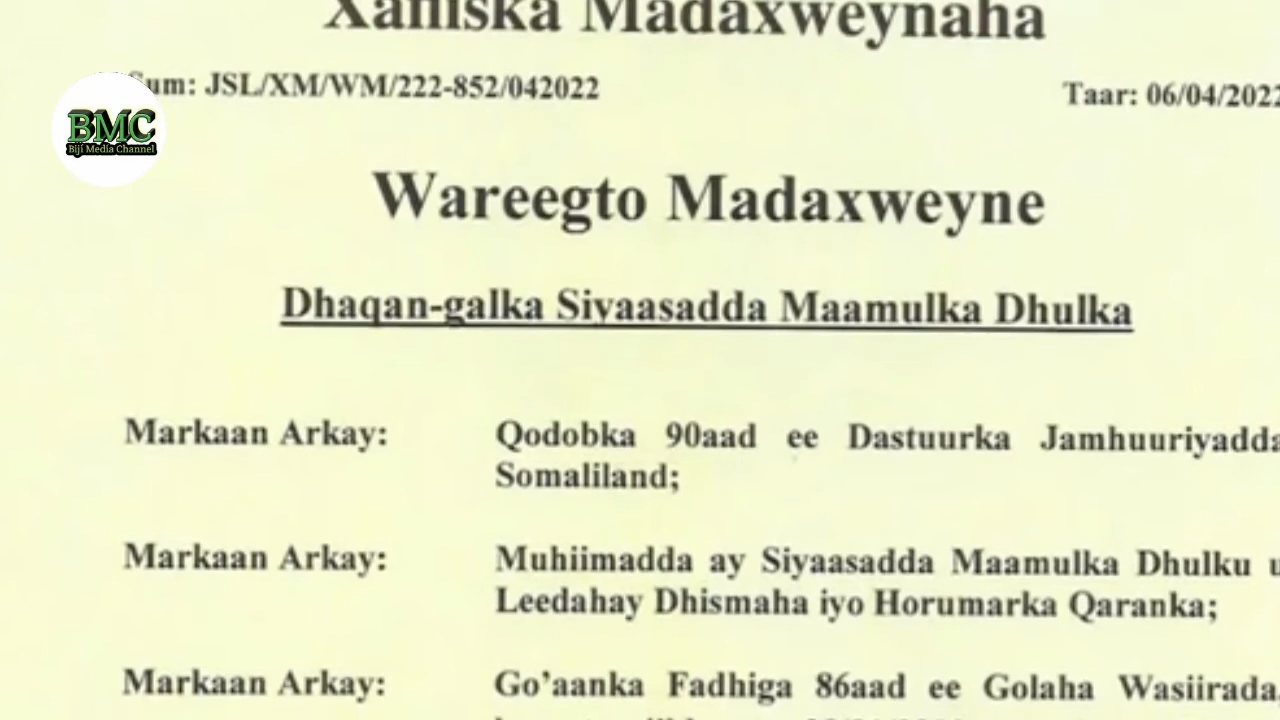 Xafiiska Madaxweynaha
Sum: JSL/XM/WM/222-852/042022
Taar: 06/04/2022
BMC
Biji Media Channel
Wareegto Madaxweyne
Dhaqan-galka Siyaasadda Maamulka Dhulka
Markaan Arkay: Qodobka 90aad ee Dastuurka Jamhuuriyadda
Somaliland;
Markaan Arkay: Muhiimadda ay Siyaasadda Maamulka Dhulku u
Leedahay Dhismaha iyo Horumarka Qaranka;
Markaan Arkay: Go'aanka Fadhiga 86aad ee Golaha Wasiirada,